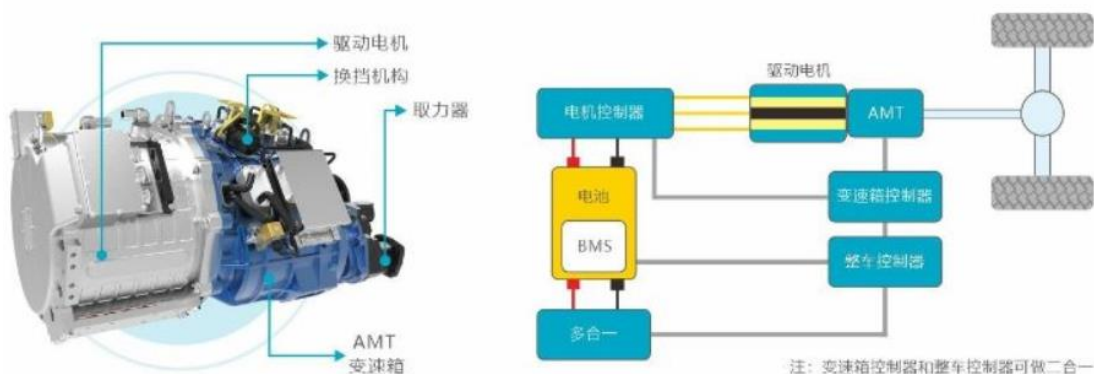 驱动电机
换挡机构
取力器
AMT
变速箱
驱动电机
电机控制器
AMT
电池
变速箱控制器
BMS
整车控制器
多合一
注：变速箱控制器和整车控制器可做二合一